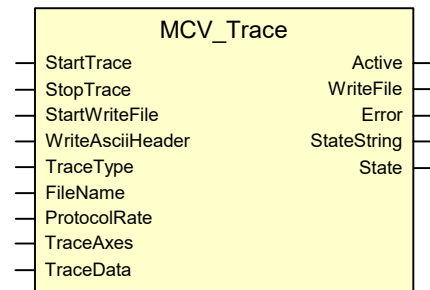 MCV_Trace
StartTrace Active
StopTrace WriteFile
StartWriteFile Error
WriteAsciiHeader StateString
TraceType State
FileName
ProtocolRate
TraceAxes
TraceData